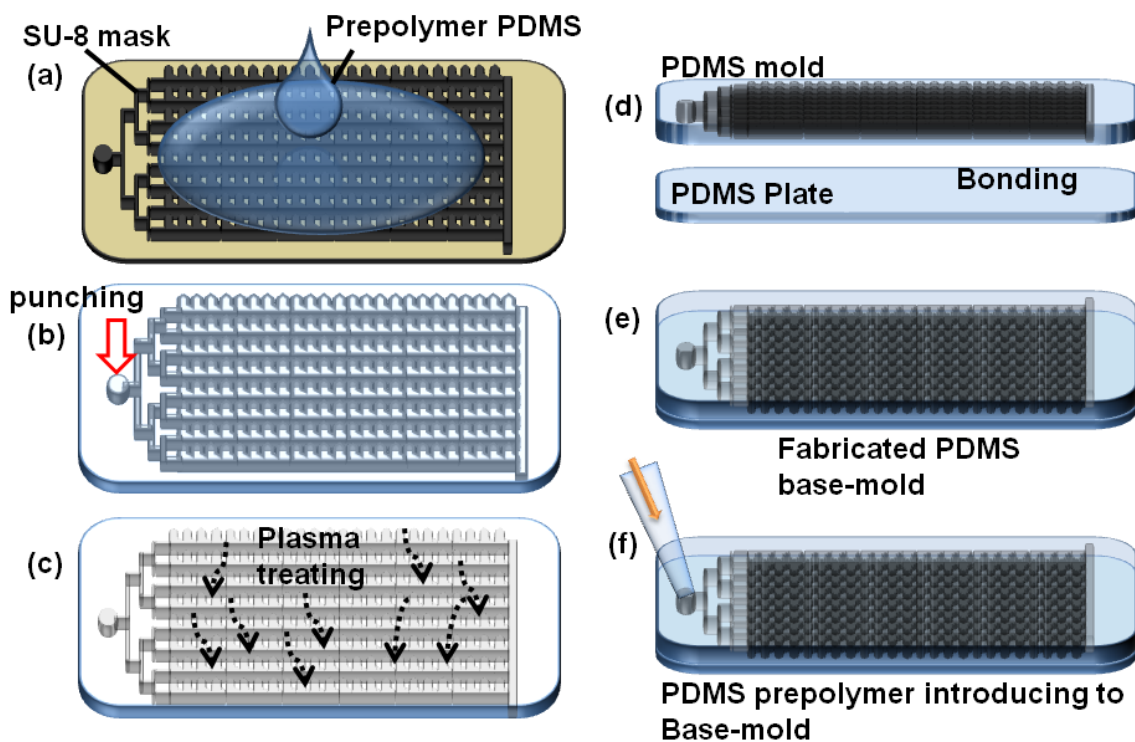 SU-8 mask
Prepolymer PDMS
(a)
punching
(b)
(c)
Plasma
treating
PDMS mold
(d)
PDMS Plate
Bonding
(e)
Fabricated PDMS
base-mold
(f)
PDMS prepolymer introducing to
Base-mold